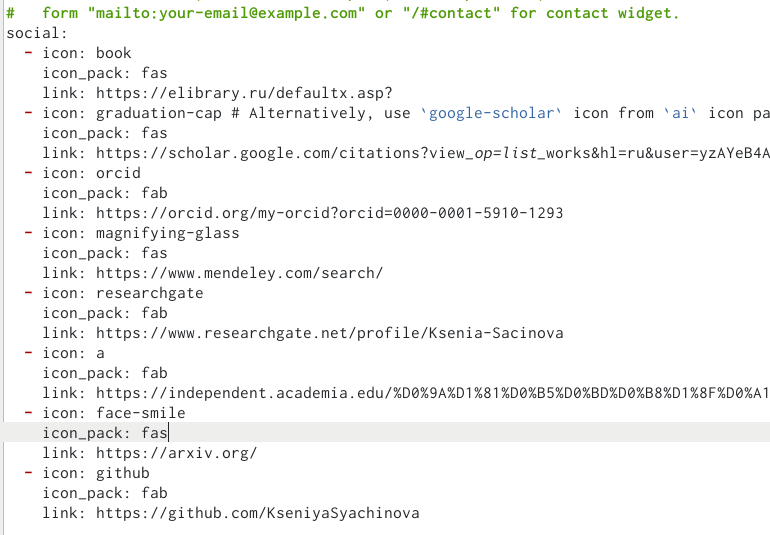 #   form "mailto:your-email@example.com" or "/#contact" for contact widget.
social:
  - icon: book
    icon_pack: fas
    link: https://elibrary.ru/defaultx.asp?
  - icon: graduation-cap # Alternatively, use `google-scholar` icon from `ai` icon pa
    icon_pack: fas
    link: https://scholar.google.com/citations?view_op=list_works&hl=ru&user=yzAYeB4A
  - icon: orcid
    icon_pack: fab
    link: https://orcid.org/my-orcid?orcid=0000-0001-5910-1293
  - icon: magnifying-glass
    icon_pack: fas
    link: https://www.mendeley.com/search/
  - icon: researchgate
    icon_pack: fab
    link: https://www.researchgate.net/profile/Ksenia-Sacinova
  - icon: a
    icon_pack: fab
    link: https://independent.academia.edu/%D0%9A%D1%81%D0%B5%D0%BD%D0%B8%D1%8F%D0%A1
  - icon: face-smile
    icon_pack: fas
    link: https://arxiv.org/
  - icon: github
    icon_pack: fab
    link: https://github.com/KseniyaSyachinova